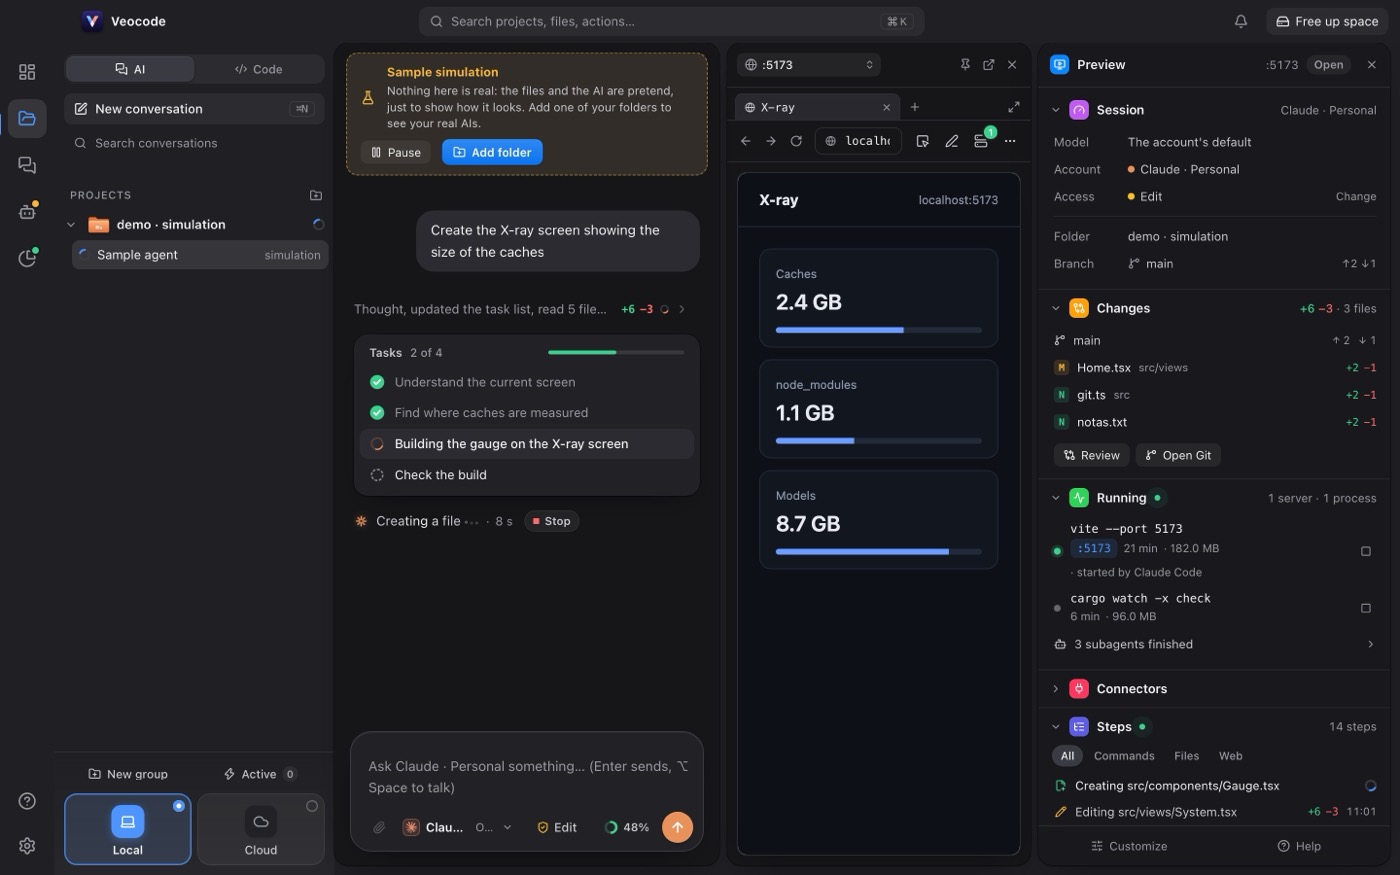 Veocode
Search projects, files, actions...
⌘ K
Free up space
AI
</> Code
New conversation
⌘N
Search conversations
PROJECTS
demo · simulation
Sample agent
simulation
New group
Active 0
Local
Cloud
Sample simulation
Nothing here is real: the files and the AI are pretend,
just to show how it looks. Add one of your folders to
see your real AIs.
Pause
Add folder
Create the X-ray screen showing the
size of the caches
Thought, updated the task list, read 5 file... +6 −3
Tasks 2 of 4
Understand the current screen
Find where caches are measured
Building the gauge on the X-ray screen
Check the build
Creating a file · 8 s Stop
Ask Claude · Personal something... (Enter sends, ⌥
Space to talk)
Clau... O... Edit 48%
:5173
X-ray
localho
1
X-ray localhost:5173
Caches
2.4 GB
node_modules
1.1 GB
Models
8.7 GB
Preview :5173 Open
Session Claude · Personal
Model The account's default
Account Claude · Personal
Access Edit Change
Folder demo · simulation
Branch main ↑2 ↓1
Changes +6 −3 · 3 files
main ↑ 2 ↓ 1
M Home.tsx src/views +2 −1
N git.ts src +2 −1
N notas.txt +2 −1
Review Open Git
Running 1 server · 1 process
vite --port 5173
:5173 21 min · 182.0 MB
· started by Claude Code
cargo watch -x check
6 min · 96.0 MB
3 subagents finished
Connectors
Steps 14 steps
All Commands Files Web
Creating src/components/Gauge.tsx
Editing src/views/System.tsx +6 −3 11:01
Customize Help